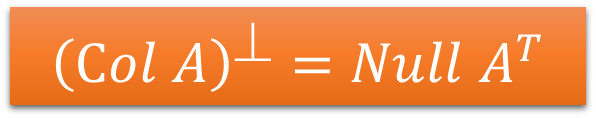 (Col A)⊥ = Null Aᵀ